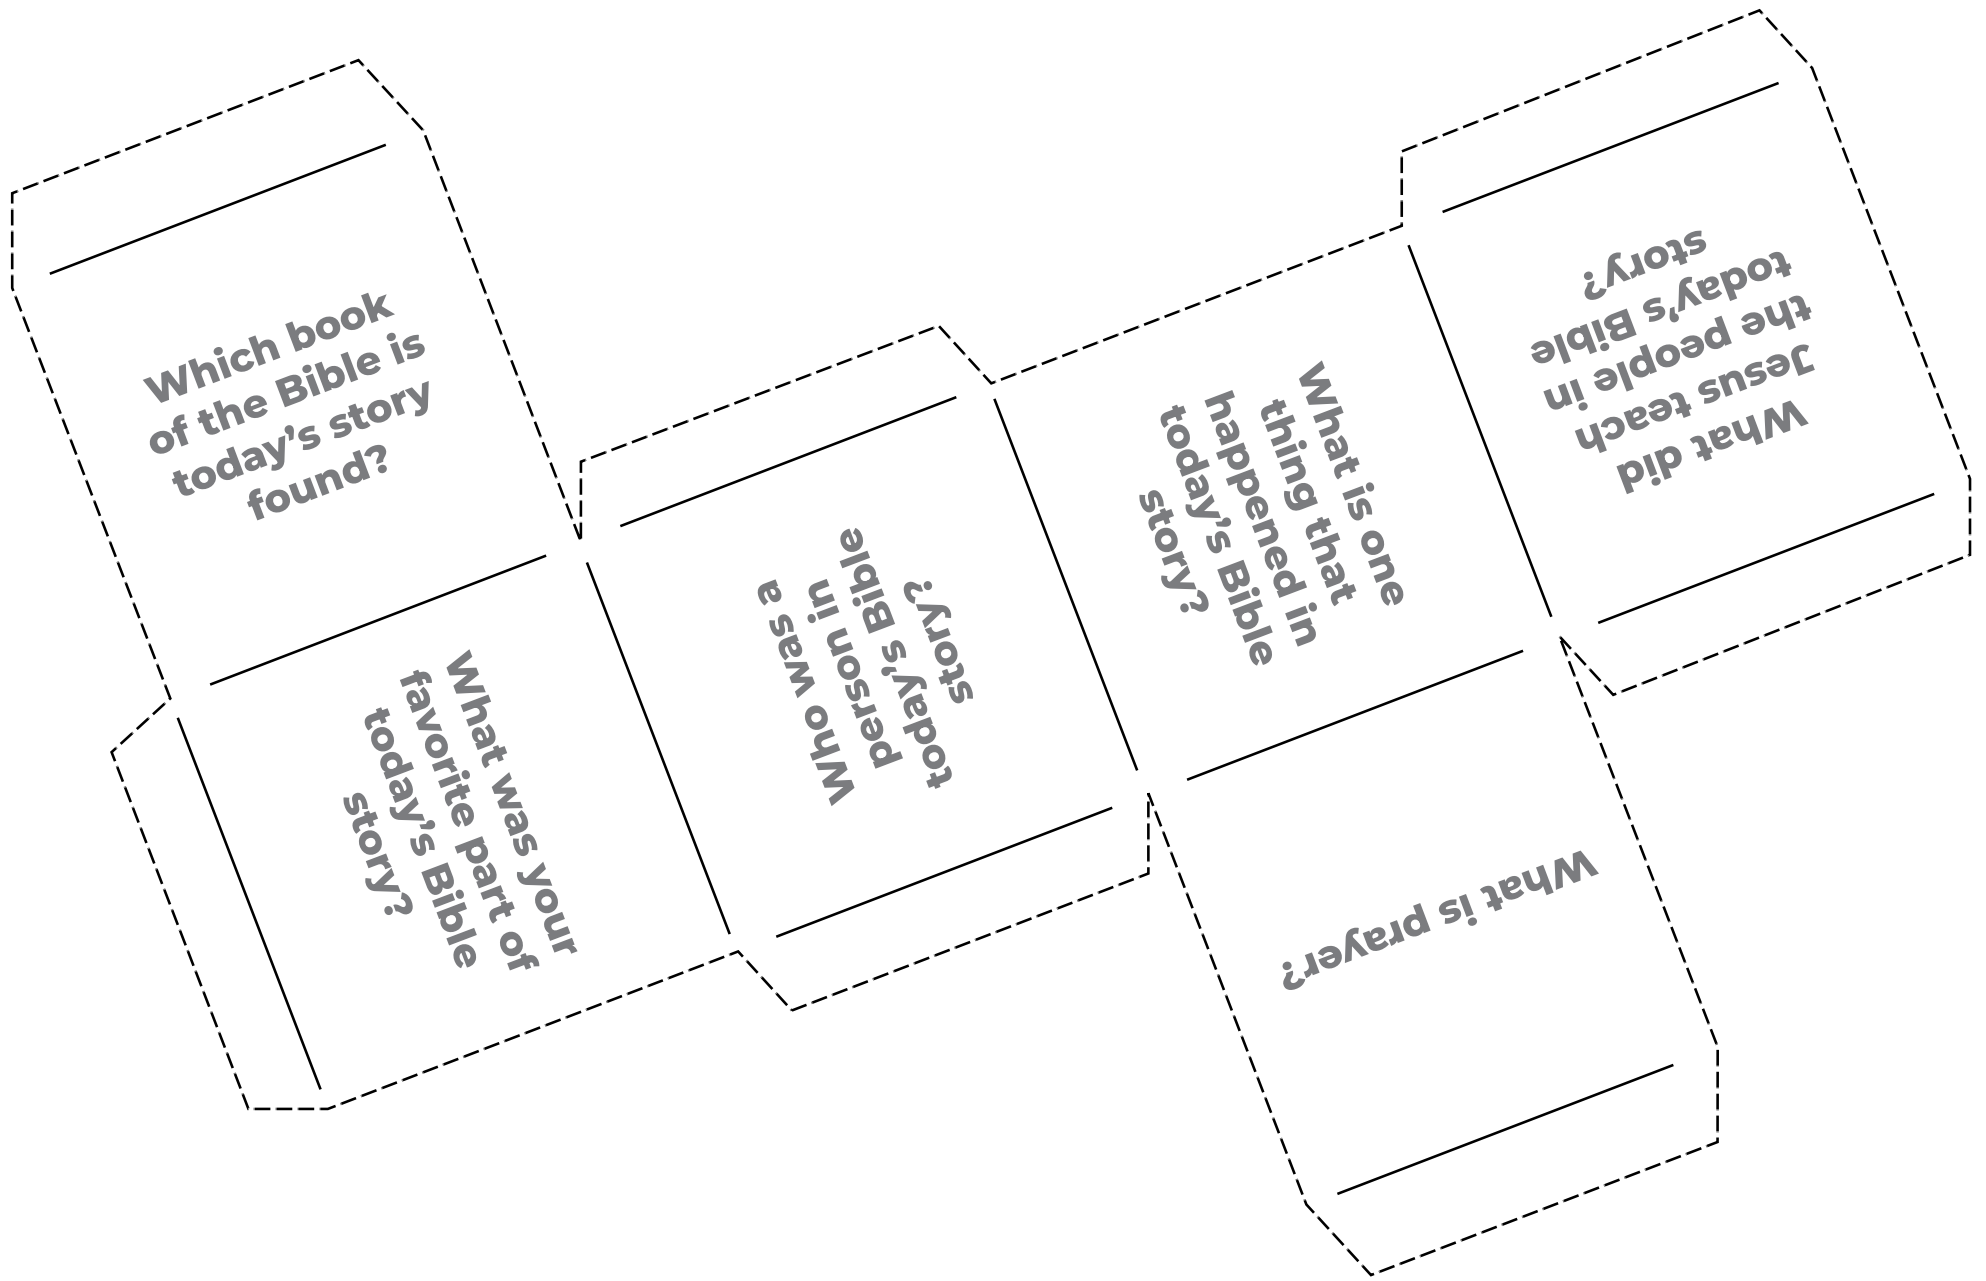 Which book
of the Bible is
today's story
found?
What was your
favorite part of
today's Bible
story?
Who was a
person in
today's Bible
story?
What is one
thing that
happened in
today's Bible
story?
What did
Jesus teach
the people in
today's Bible
story?
What is prayer?